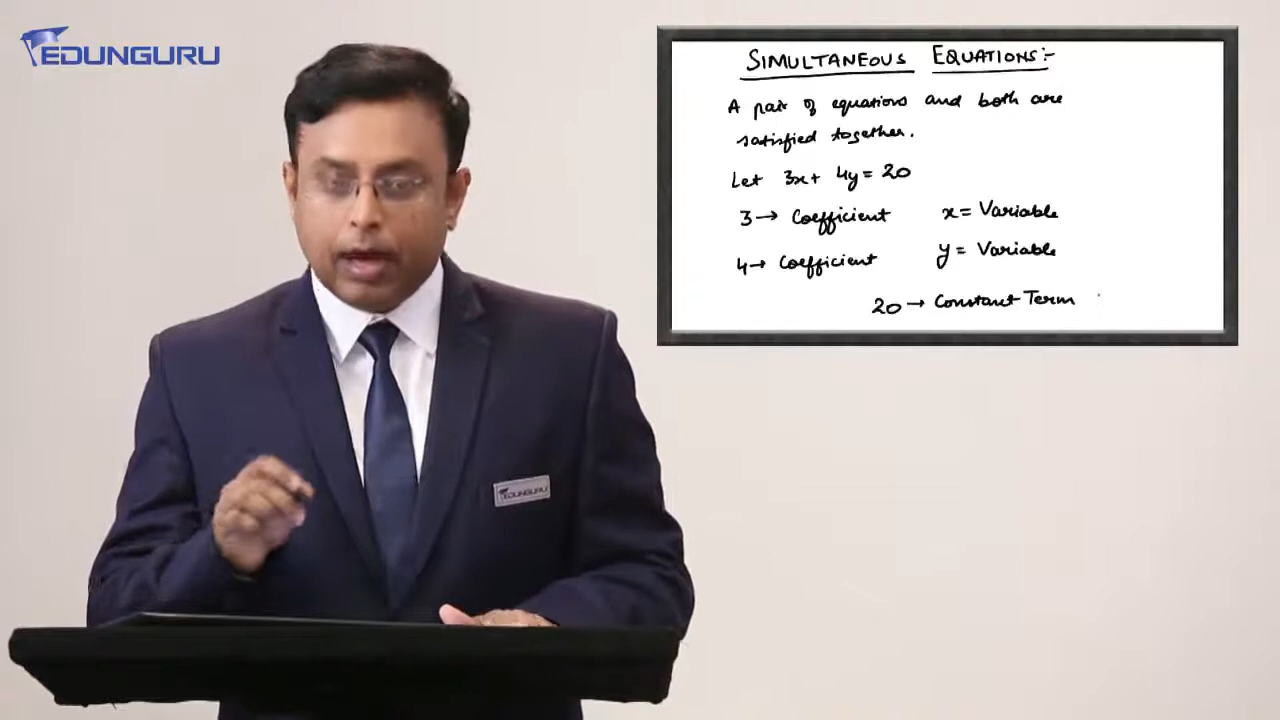 EDUNGURU
SIMULTANEOUS EQUATIONS:-
A pair of equations and both are
satisfied together.
Let 3x + 4y = 20
3 → Coefficient x = Variable
4 → Coefficient y = Variable
20 → Constant Term
EDUNGURU